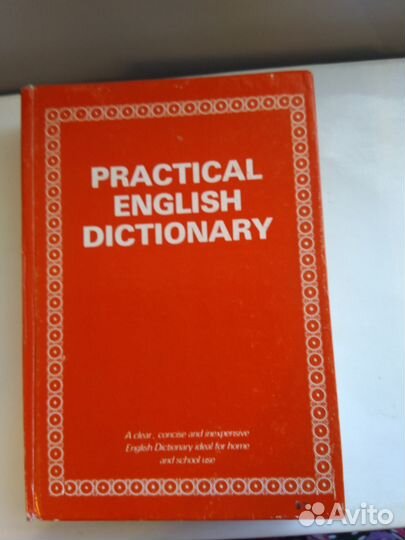 PRACTICAL
ENGLISH
DICTIONARY
A clear, concise and inexpensive
English Dictionary ideal for home
and school use
Avito